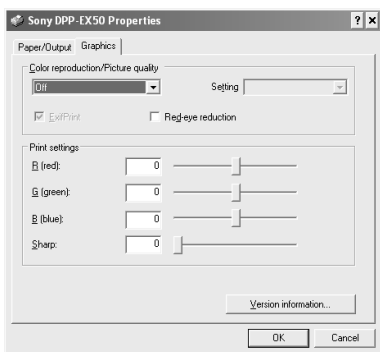 Sony DPP-EX50 Properties
Paper/Output Graphics
Color reproduction/Picture quality
Off Setting
ExifPrint Red-eye reduction
Print settings
R (red): 0
G (green): 0
B (blue): 0
Sharp: 0
Version information...
OK Cancel